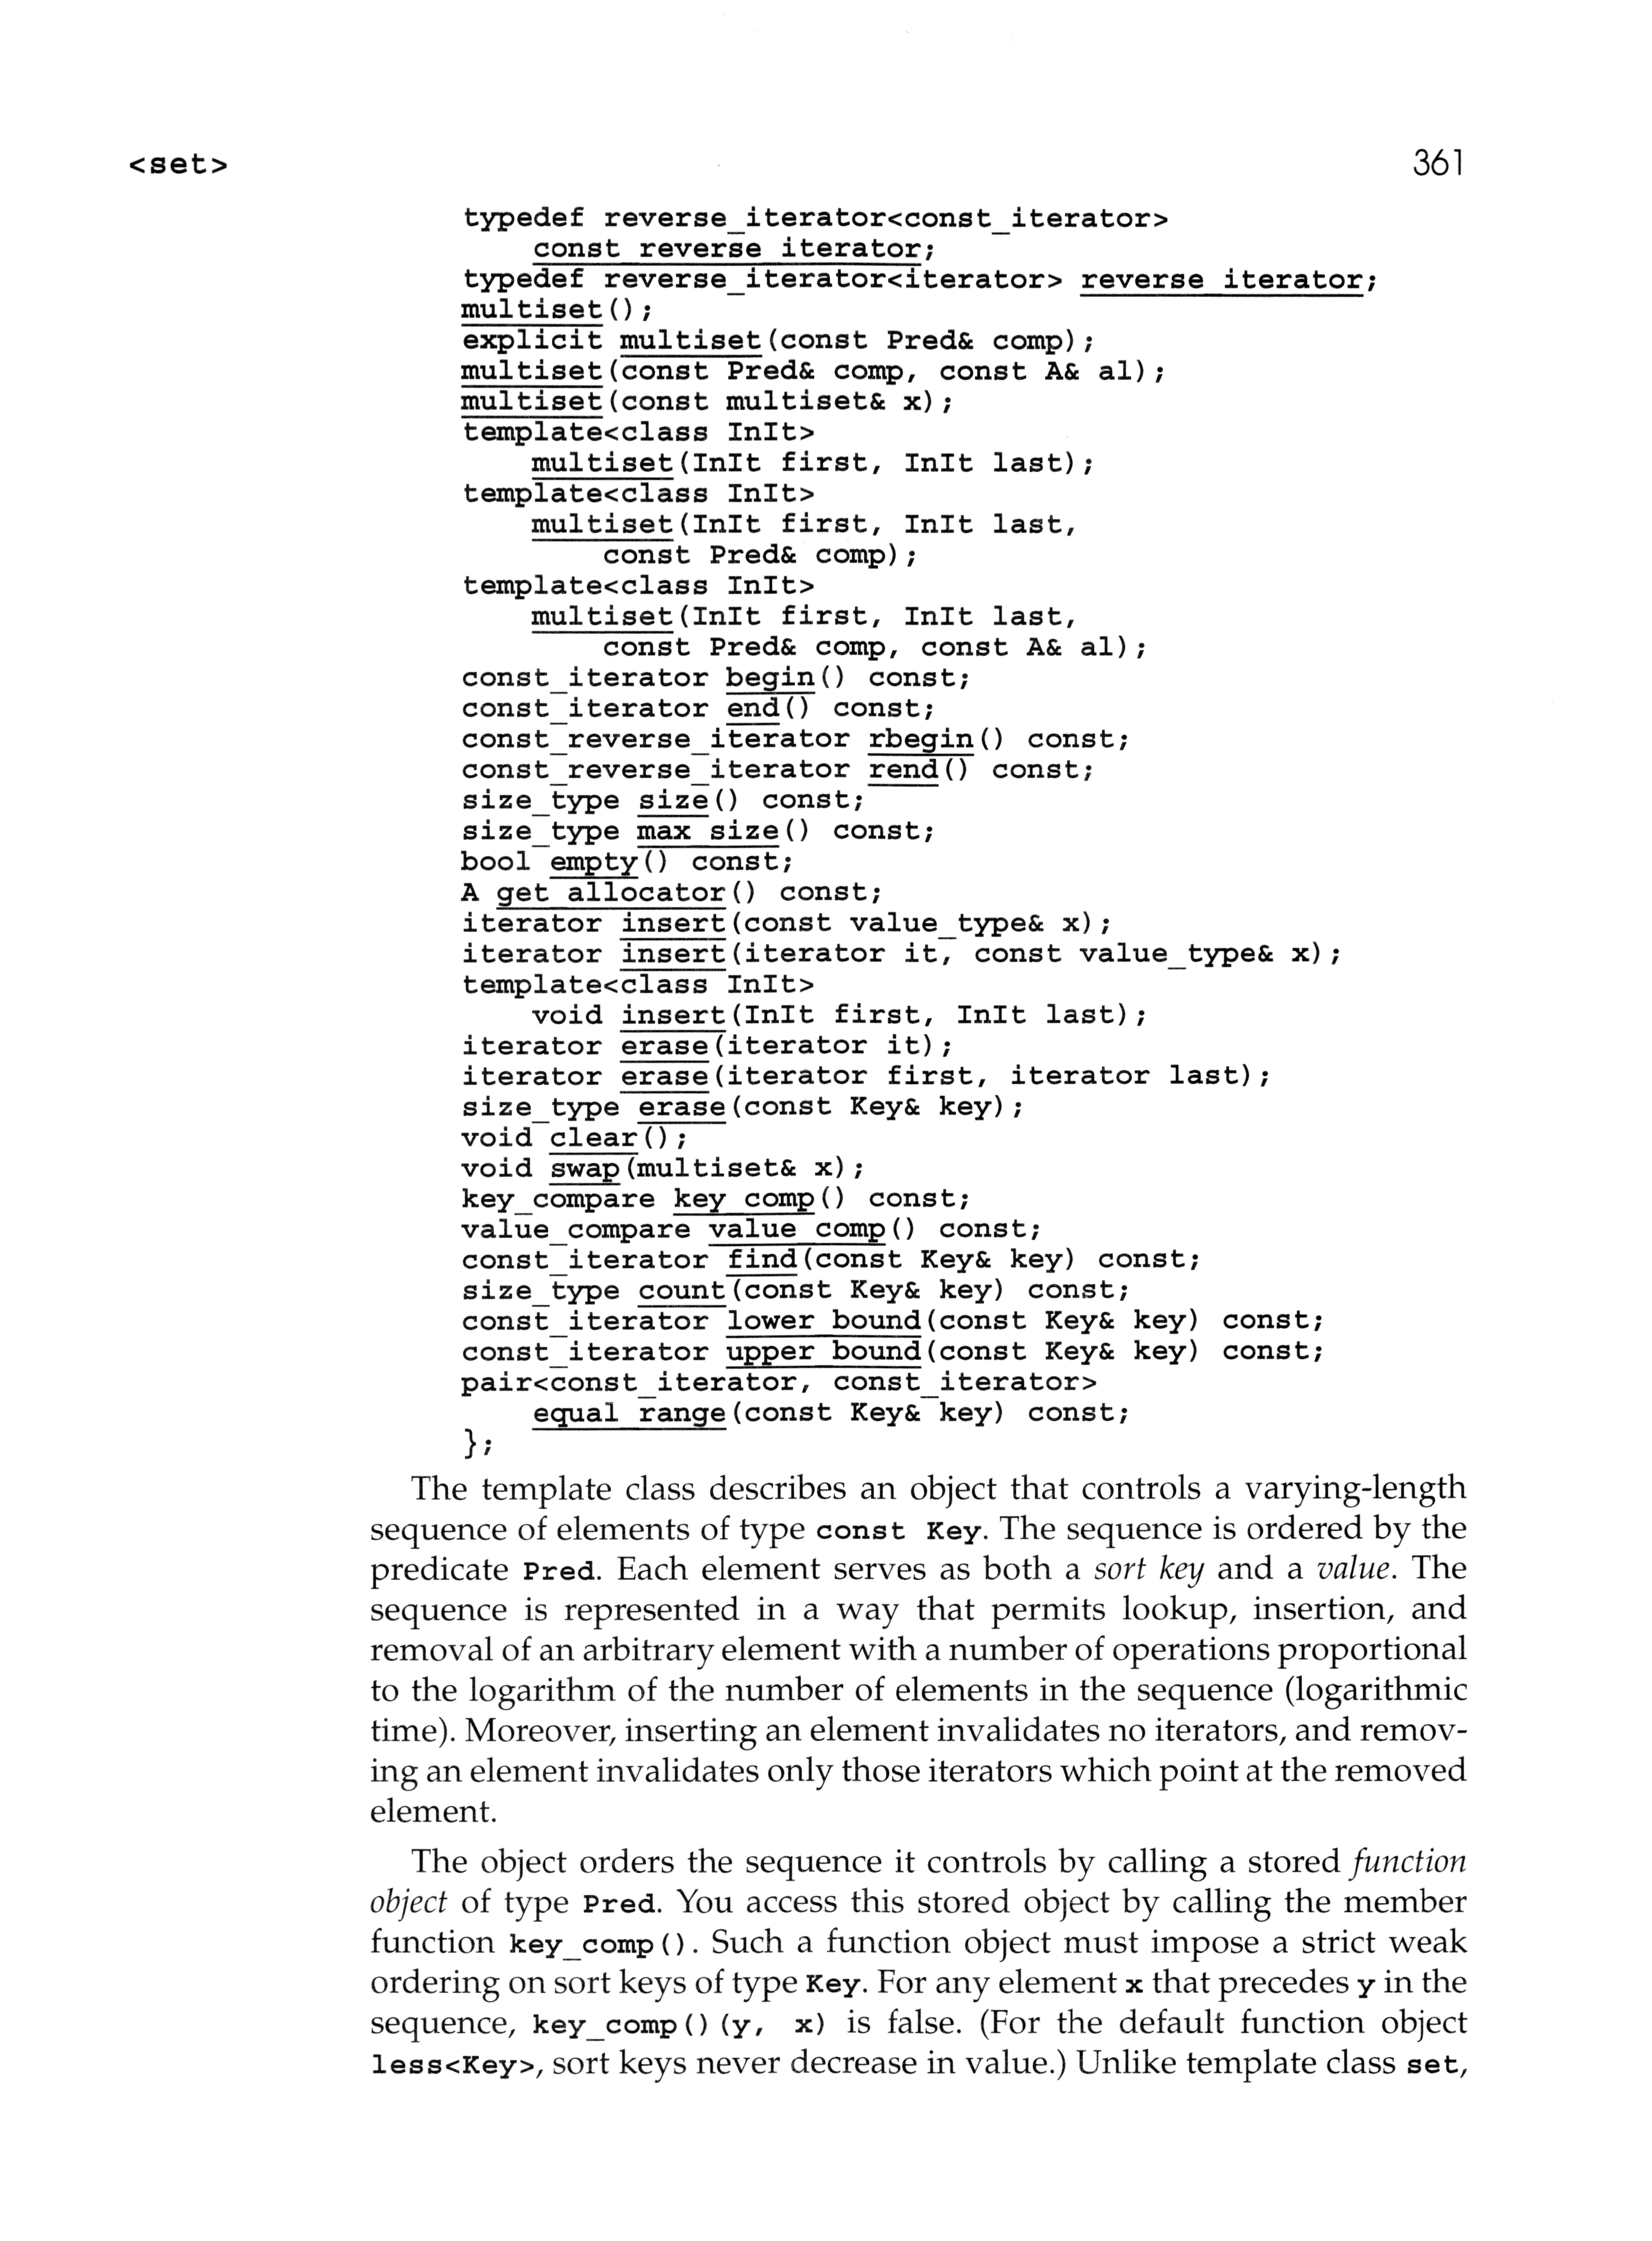 <set>
361
typedef reverse_iterator<const_iterator>
    const_reverse_iterator;
typedef reverse_iterator<iterator> reverse_iterator;
multiset();
explicit multiset(const Pred& comp);
multiset(const Pred& comp, const A& al);
multiset(const multiset& x);
template<class InIt>
    multiset(InIt first, InIt last);
template<class InIt>
    multiset(InIt first, InIt last,
        const Pred& comp);
template<class InIt>
    multiset(InIt first, InIt last,
        const Pred& comp, const A& al);
const_iterator begin() const;
const_iterator end() const;
const_reverse_iterator rbegin() const;
const_reverse_iterator rend() const;
size_type size() const;
size_type max_size() const;
bool empty() const;
A get_allocator() const;
iterator insert(const value_type& x);
iterator insert(iterator it, const value_type& x);
template<class InIt>
    void insert(InIt first, InIt last);
iterator erase(iterator it);
iterator erase(iterator first, iterator last);
size_type erase(const Key& key);
void clear();
void swap(multiset& x);
key_compare key_comp() const;
value_compare value_comp() const;
const_iterator find(const Key& key) const;
size_type count(const Key& key) const;
const_iterator lower_bound(const Key& key) const;
const_iterator upper_bound(const Key& key) const;
pair<const_iterator, const_iterator>
    equal_range(const Key& key) const;
};
The template class describes an object that controls a varying-length
sequence of elements of type const Key. The sequence is ordered by the
predicate Pred. Each element serves as both a sort key and a value. The
sequence is represented in a way that permits lookup, insertion, and
removal of an arbitrary element with a number of operations proportional
to the logarithm of the number of elements in the sequence (logarithmic
time). Moreover, inserting an element invalidates no iterators, and remov-
ing an element invalidates only those iterators which point at the removed
element.
The object orders the sequence it controls by calling a stored function
object of type Pred. You access this stored object by calling the member
function key_comp(). Such a function object must impose a strict weak
ordering on sort keys of type Key. For any element x that precedes y in the
sequence, key_comp()(y, x) is false. (For the default function object
less<Key>, sort keys never decrease in value.) Unlike template class set,